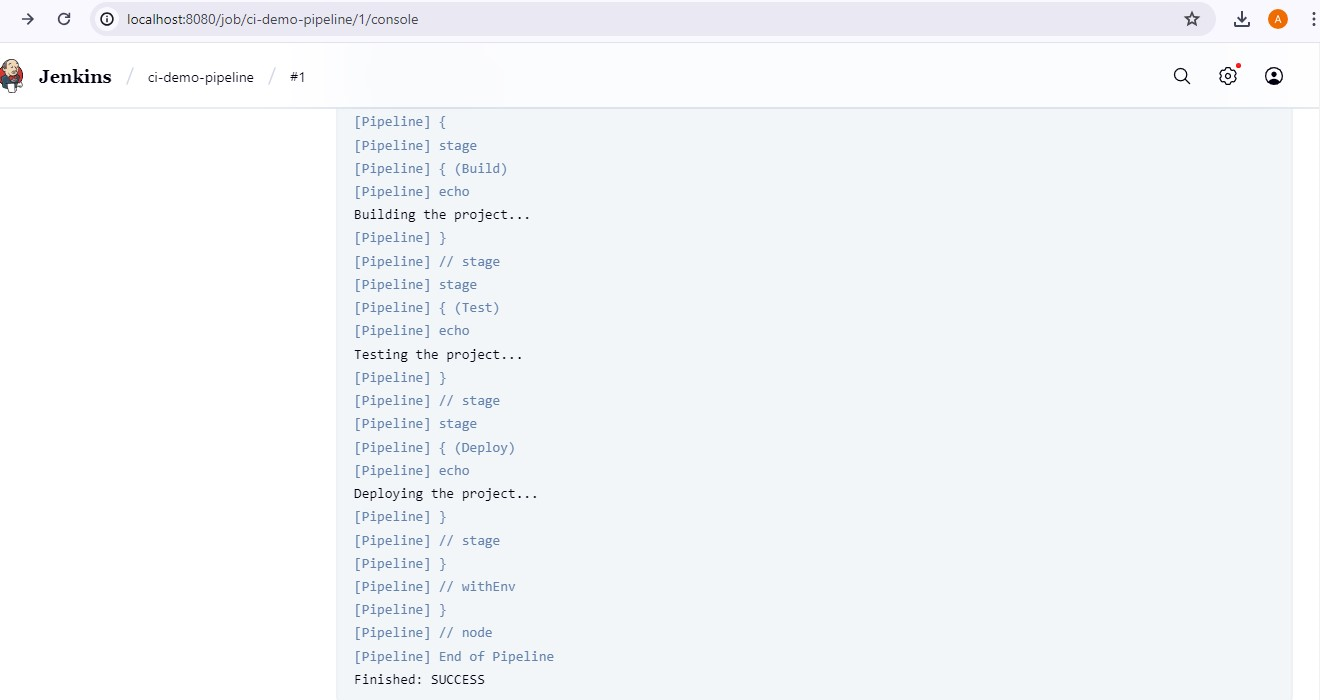 localhost:8080/job/ci-demo-pipeline/1/console
A
Jenkins / ci-demo-pipeline / #1
[Pipeline] {
[Pipeline] stage
[Pipeline] { (Build)
[Pipeline] echo
Building the project...
[Pipeline] }
[Pipeline] // stage
[Pipeline] stage
[Pipeline] { (Test)
[Pipeline] echo
Testing the project...
[Pipeline] }
[Pipeline] // stage
[Pipeline] stage
[Pipeline] { (Deploy)
[Pipeline] echo
Deploying the project...
[Pipeline] }
[Pipeline] // stage
[Pipeline] }
[Pipeline] // withEnv
[Pipeline] }
[Pipeline] // node
[Pipeline] End of Pipeline
Finished: SUCCESS